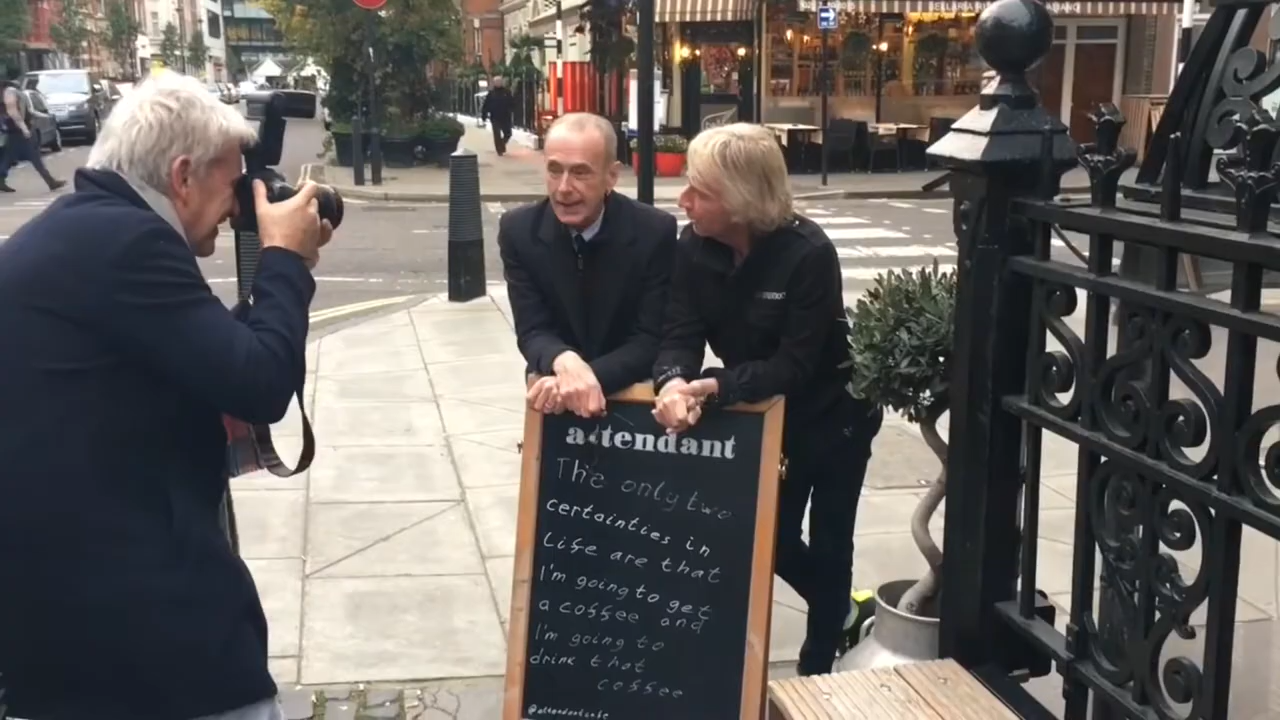 attendant
The only two
certainties in
Life are that
I'm going to get
a coffee and
I'm going to
drink that
coffee
@attendantcafe